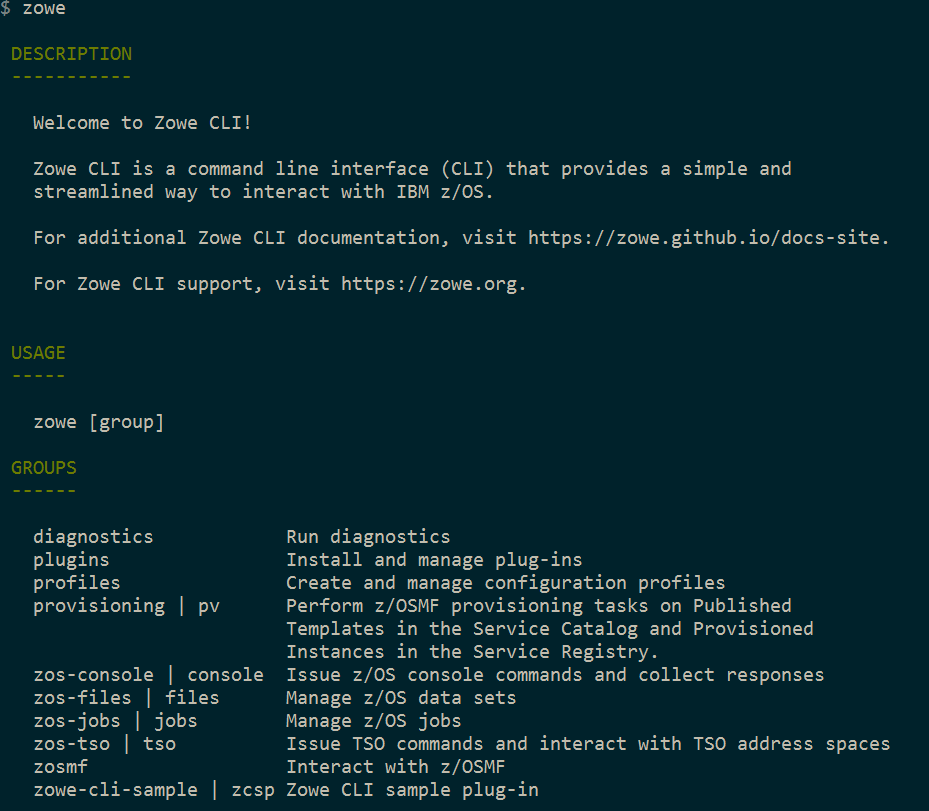 $ zowe
DESCRIPTION
-----------
Welcome to Zowe CLI!
Zowe CLI is a command line interface (CLI) that provides a simple and
streamlined way to interact with IBM z/OS.
For additional Zowe CLI documentation, visit https://zowe.github.io/docs-site.
For Zowe CLI support, visit https://zowe.org.
USAGE
-----
zowe [group]
GROUPS
------
diagnostics Run diagnostics
plugins Install and manage plug-ins
profiles Create and manage configuration profiles
provisioning | pv Perform z/OSMF provisioning tasks on Published
Templates in the Service Catalog and Provisioned
Instances in the Service Registry.
zos-console | console Issue z/OS console commands and collect responses
zos-files | files Manage z/OS data sets
zos-jobs | jobs Manage z/OS jobs
zos-tso | tso Issue TSO commands and interact with TSO address spaces
zosmf Interact with z/OSMF
zowe-cli-sample | zcsp Zowe CLI sample plug-in